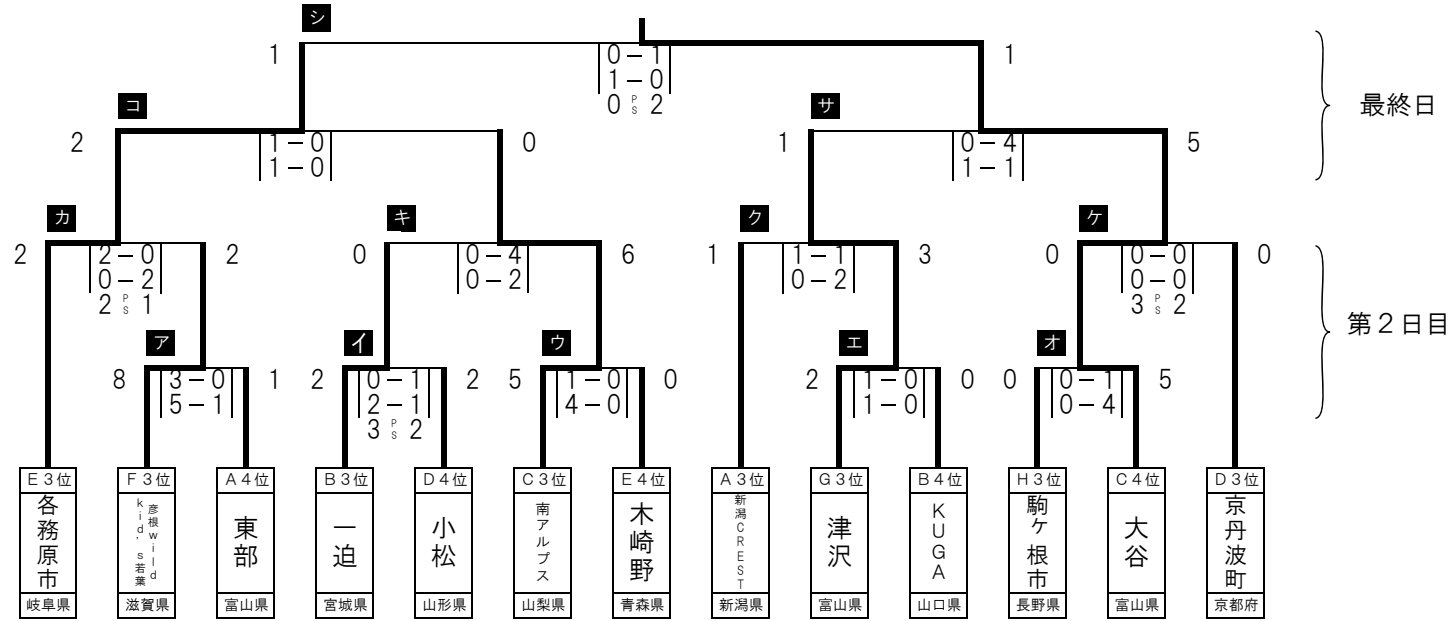 シ
1
0－1
1
1－0
0 PS 2
最終日
コ
サ
2
1－0
0
1
0－4
5
1－0
1－1
カ
キ
ク
ケ
2
2－0
2
0
0－4
6
1
1－1
3
0
0－0
0
0－2
0－2
0－2
0－0
2 PS 1
3 PS 2
第２日目
ア
イ
ウ
エ
オ
8
3－0
1
2
0－1
2
5
1－0
0
2
1－0
0
0
0－1
5
5－1
2－1
4－0
1－0
0－4
3 PS 2
Ｅ３位
Ｆ３位
Ａ４位
Ｂ３位
Ｄ４位
Ｃ３位
Ｅ４位
Ａ３位
Ｇ３位
Ｂ４位
Ｈ３位
Ｃ４位
Ｄ３位
各務原市
彦根ｗｉｌｄ
ｋｉｄ’ｓ若葉
東部
一迫
小松
南アルプス
木崎野
新潟ＣＲＥＳＴ
津沢
ＫＵＧＡ
駒ケ根市
大谷
京丹波町
岐阜県
滋賀県
富山県
宮城県
山形県
山梨県
青森県
新潟県
富山県
山口県
長野県
富山県
京都府